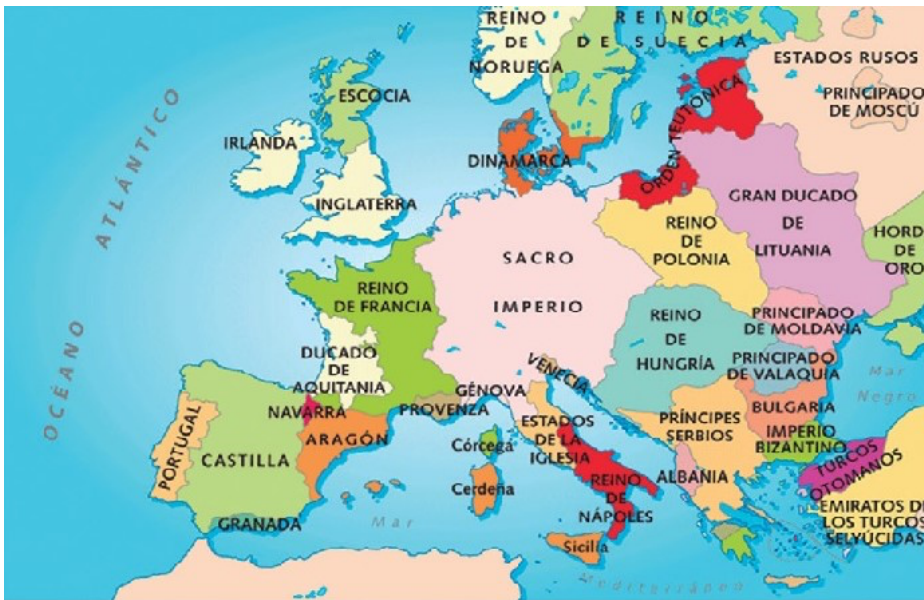 REINO
DE
NORUEGA
REINO
DE SUECIA
ESTADOS RUSOS
PRINCIPADO
DE MOSCÚ
ESCOCIA
IRLANDA
INGLATERRA
DINAMARCA
ORDEN TEUTÓNICA
GRAN DUCADO
DE
LITUANIA
HORD
DE
ORO
REINO
DE
POLONIA
SACRO
IMPERIO
OCÉANO ATLÁNTICO
REINO
DE FRANCIA
REINO
DE
HUNGRÍA
PRINCIPADO
DE MOLDAVIA
PRINCIPADO
DE VALAQUIA
Mar
Negro
DUCADO
DE
AQUITANIA
VENECIA
GÉNOVA
PROVENZA
NAVARRA
ARAGÓN
PORTUGAL
CASTILLA
GRANADA
Córcega
Cerdeña
ESTADOS
DE LA
IGLESIA
REINO
DE
NÁPOLES
Sicilia
PRÍNCIPES
SERBIOS
ALBANIA
BULGARIA
IMPERIO
BIZANTINO
TURCOS
OTOMANOS
EMIRATOS DE
LOS TURCOS
SELYÚCIDAS
Mar
Mediterráneo